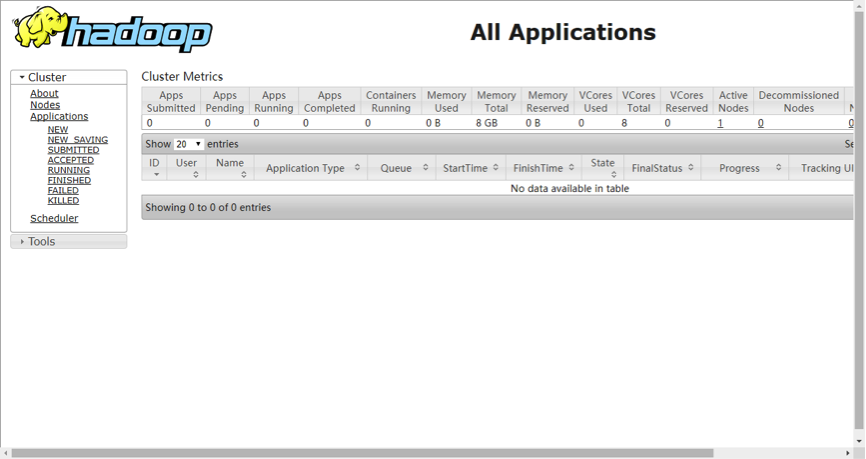 hadoop
All Applications
Cluster
About
Nodes
Applications
NEW
NEW_SAVING
SUBMITTED
ACCEPTED
RUNNING
FINISHED
FAILED
KILLED
Scheduler
Tools
Cluster Metrics
Apps Submitted Apps Pending Apps Running Apps Completed Containers Running Memory Used Memory Total Memory Reserved VCores Used VCores Total VCores Reserved Active Nodes Decommissioned Nodes
0 0 0 0 0 0 B 8 GB 0 B 0 8 0 1 0 0
Show 20 entries Se
ID User Name Application Type Queue StartTime FinishTime State FinalStatus Progress Tracking UI
No data available in table
Showing 0 to 0 of 0 entries